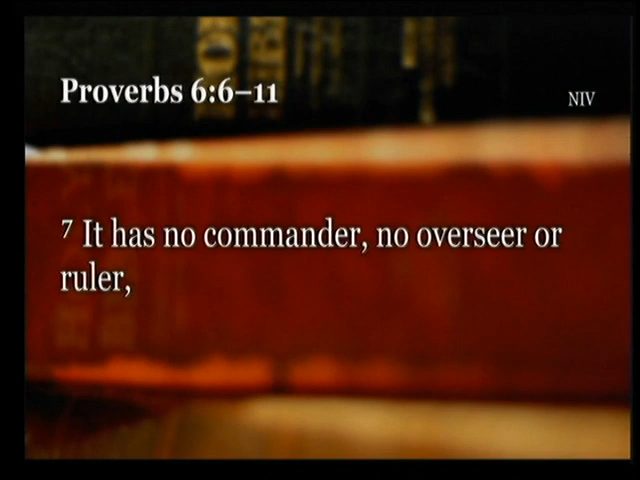 Proverbs 6:6–11
NIV
7 It has no commander, no overseer or
ruler,